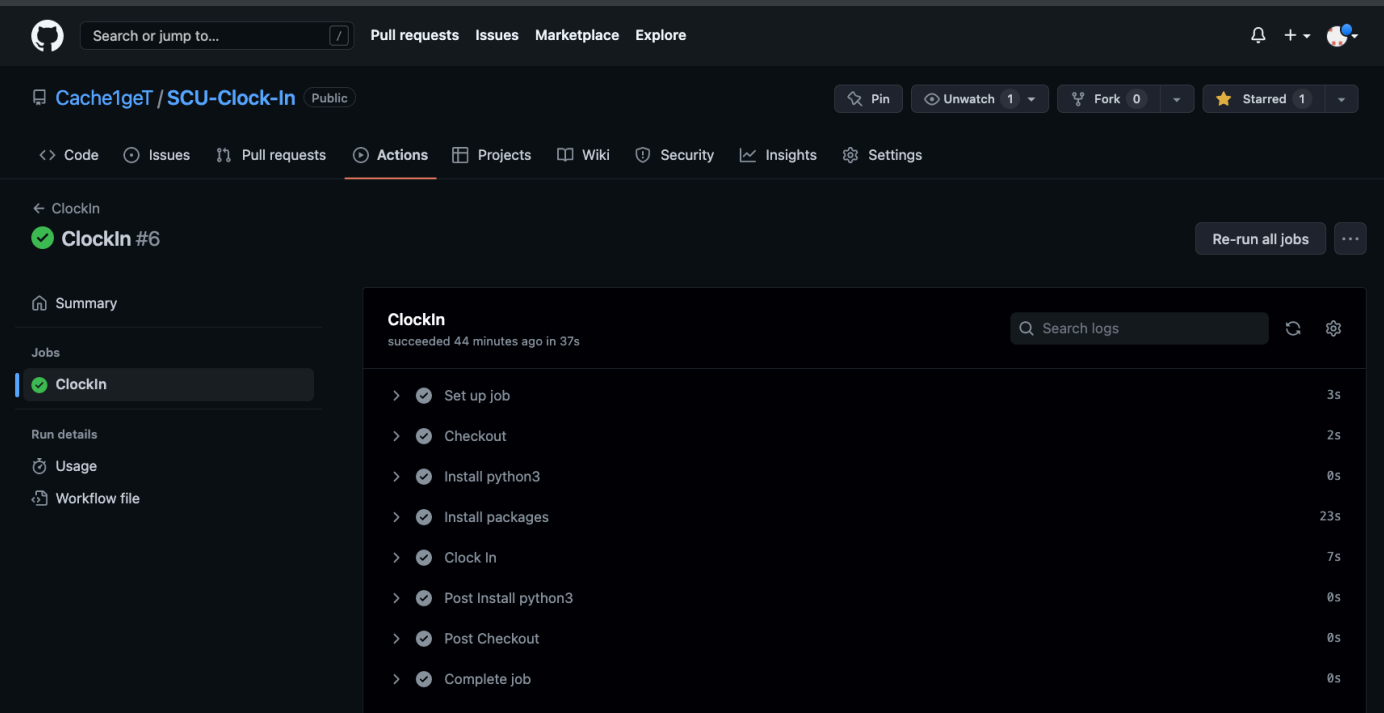 Search or jump to... /
Pull requests Issues Marketplace Explore
Cache1geT / SCU-Clock-In Public
Pin Unwatch 1 Fork 0 Starred 1
Code Issues Pull requests Actions Projects Wiki Security Insights Settings
ClockIn
ClockIn #6
Re-run all jobs
Summary
Jobs
ClockIn
Run details
Usage
Workflow file
ClockIn
succeeded 44 minutes ago in 37s
Search logs
Set up job 3s
Checkout 2s
Install python3 0s
Install packages 23s
Clock In 7s
Post Install python3 0s
Post Checkout 0s
Complete job 0s